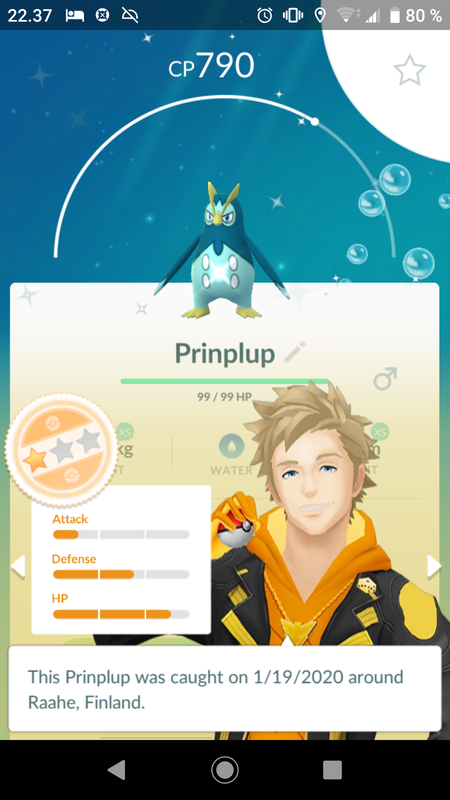 22.37
80 %
CP790
Prinplup
99 / 99 HP
XS
XS
kg
WATER
Attack
Defense
HP
This Prinplup was caught on 1/19/2020 around
Raahe, Finland.